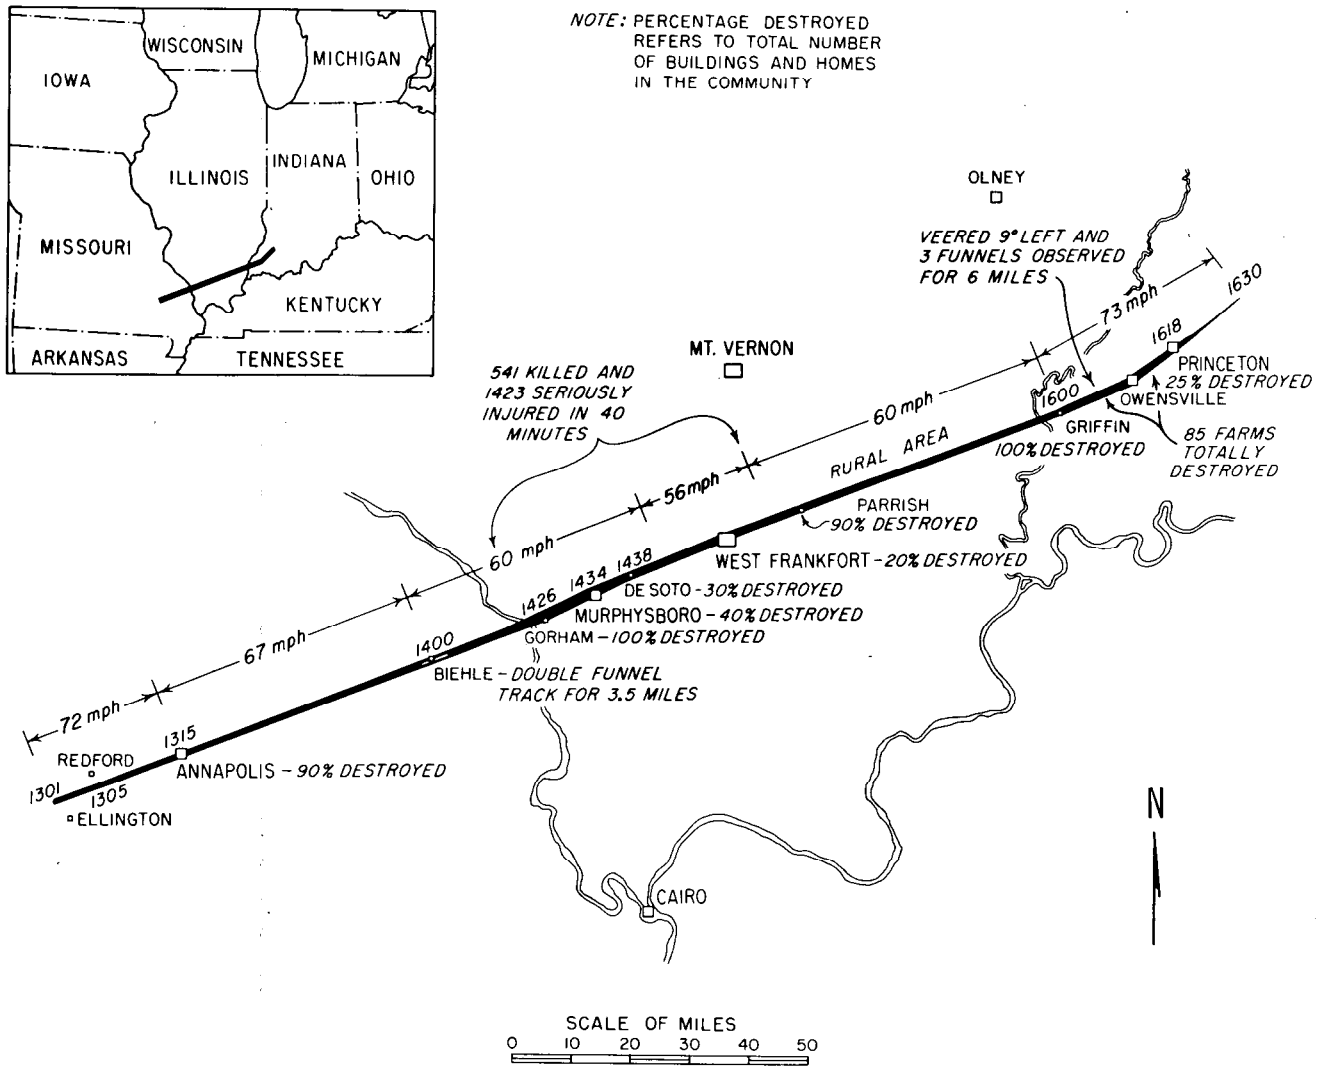 WISCONSIN
MICHIGAN
IOWA
ILLINOIS
INDIANA
OHIO
MISSOURI
KENTUCKY
ARKANSAS
TENNESSEE
NOTE: PERCENTAGE DESTROYED
REFERS TO TOTAL NUMBER
OF BUILDINGS AND HOMES
IN THE COMMUNITY
OLNEY
VEERED 9° LEFT AND
3 FUNNELS OBSERVED
FOR 6 MILES
73 mph
1630
1618
PRINCETON
25% DESTROYED
OWENSVILLE
MT. VERNON
541 KILLED AND
1423 SERIOUSLY
INJURED IN 40
MINUTES
60 mph
1600
GRIFFIN
100% DESTROYED
85 FARMS
TOTALLY
DESTROYED
RURAL AREA
56 mph
PARRISH
90% DESTROYED
WEST FRANKFORT - 20% DESTROYED
60 mph
1438
DE SOTO - 30% DESTROYED
1434
MURPHYSBORO - 40% DESTROYED
1426
GORHAM - 100% DESTROYED
67 mph
1400
BIEHLE - DOUBLE FUNNEL
TRACK FOR 3.5 MILES
72 mph
1315
REDFORD
ANNAPOLIS - 90% DESTROYED
1301
1305
ELLINGTON
CAIRO
N
SCALE OF MILES
0 10 20 30 40 50